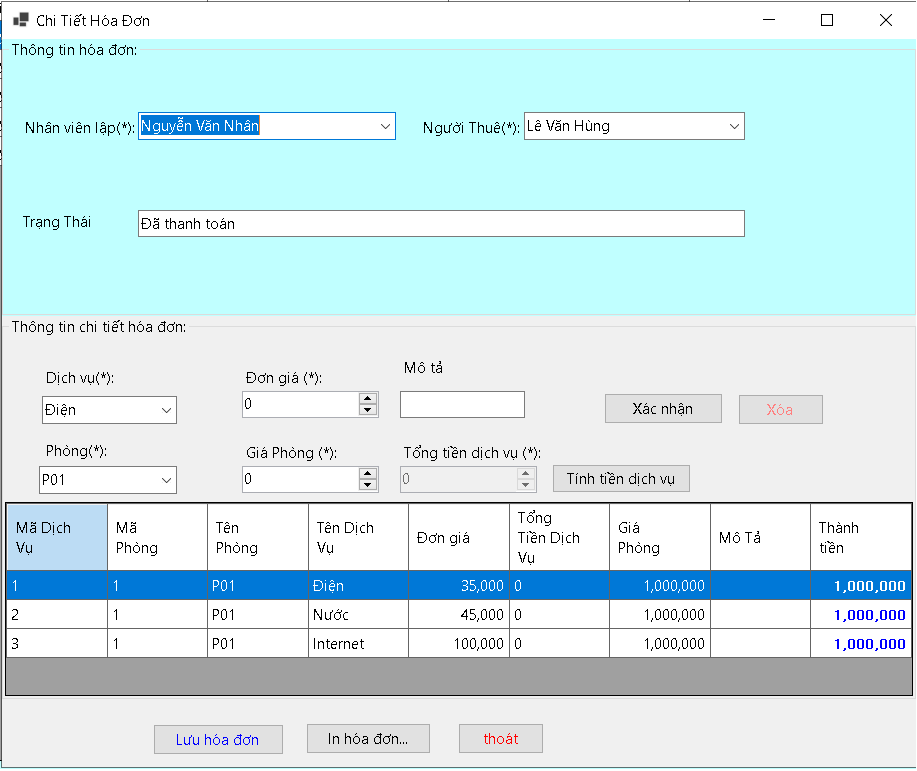 Chi Tiết Hóa Đơn
Thông tin hóa đơn:
Nhân viên lập(*): Nguyễn Văn Nhân Người Thuê(*): Lê Văn Hùng
Trạng Thái Đã thanh toán
Thông tin chi tiết hóa đơn:
Dịch vụ(*): Đơn giá (*): Mô tả
Điện 0 Xác nhận Xóa
Phòng(*): Giá Phòng (*): Tổng tiền dịch vụ (*):
P01 0 0 Tính tiền dịch vụ
Mã Dịch Vụ Mã Phòng Tên Phòng Tên Dịch Vụ Đơn giá Tổng Tiền Dịch Vụ Giá Phòng Mô Tả Thành tiền
1 1 P01 Điện 35,000 0 1,000,000 1,000,000
2 1 P01 Nước 45,000 0 1,000,000 1,000,000
3 1 P01 Internet 100,000 0 1,000,000 1,000,000
Lưu hóa đơn In hóa đơn... thoát